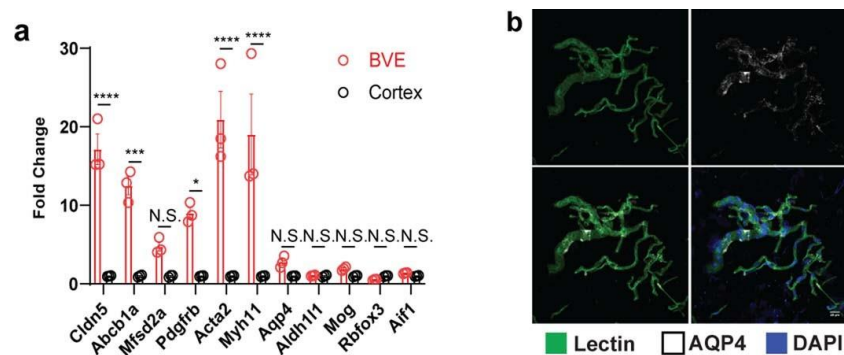 a
b
Fold Change
30
20
10
0
BVE
Cortex
****
***
N.S.
*
****
****
N.S.
N.S.
N.S.
N.S.
N.S.
Cldn5
Abcb1a
Mfsd2a
Pdgfrb
Acta2
Myh11
Aqp4
Aldh1l1
Mog
Rbfox3
Aif1
Lectin
AQP4
DAPI